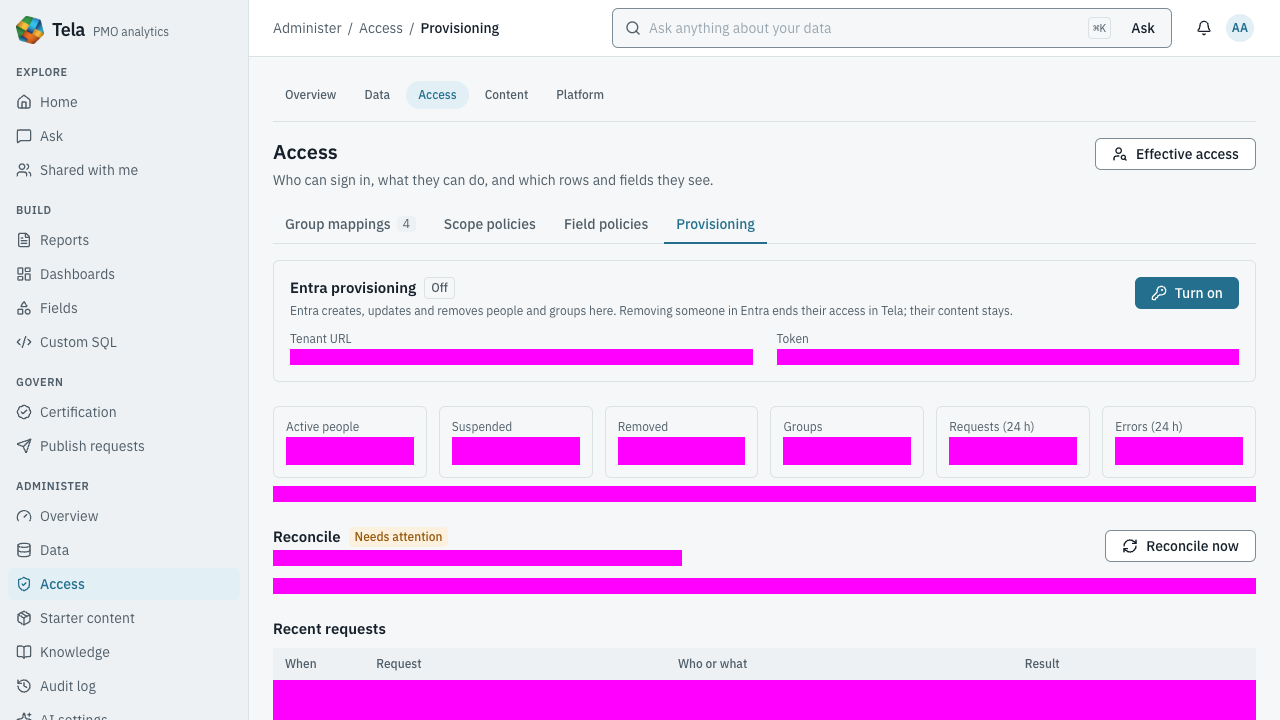 Tela PMO analytics
EXPLORE
Home
Ask
Shared with me
BUILD
Reports
Dashboards
Fields
Custom SQL
GOVERN
Certification
Publish requests
ADMINISTER
Overview
Data
Access
Starter content
Knowledge
Audit log
AI settings
Administer / Access / Provisioning
Ask anything about your data ⌘K Ask
AA
Overview Data Access Content Platform
Access
Effective access
Who can sign in, what they can do, and which rows and fields they see.
Group mappings 4 Scope policies Field policies Provisioning
Entra provisioning Off
Turn on
Entra creates, updates and removes people and groups here. Removing someone in Entra ends their access in Tela; their content stays.
Tenant URL Token
Active people Suspended Removed Groups Requests (24 h) Errors (24 h)
Reconcile Needs attention
Reconcile now
Recent requests
When Request Who or what Result